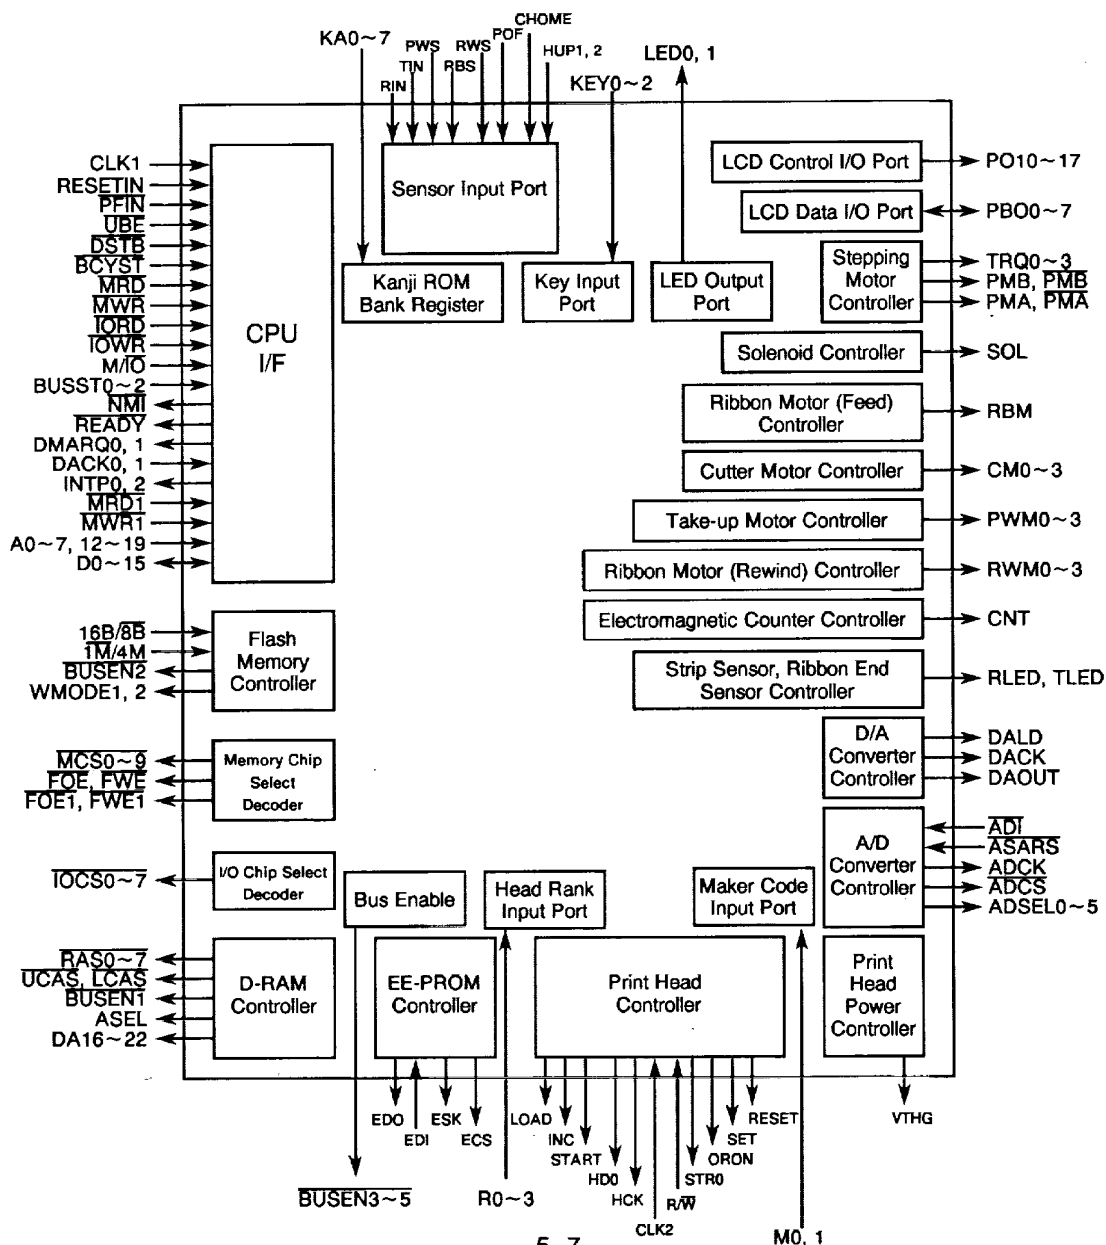 CHOME
KA0~7
PWS
RWS
POF
LED0, 1
TIN
RBS
HUP1, 2
RIN
KEY0~2
CLK1
RESETIN
PFIN
UBE
DSTB
BCYST
MRD
MWR
IORD
IOWR
M/IO
BUSST0~2
NMI
READY
DMARQ0, 1
DACK0, 1
INTP0, 2
MRD1
MWR1
A0~7, 12~19
D0~15
CPU
I/F
Sensor Input Port
Kanji ROM
Bank Register
Key Input
Port
LED Output
Port
LCD Control I/O Port
PO10~17
LCD Data I/O Port
PBO0~7
Stepping
Motor
Controller
TRQ0~3
PMB, PMB
PMA, PMA
Solenoid Controller
SOL
Ribbon Motor (Feed)
Controller
RBM
Cutter Motor Controller
CM0~3
Take-up Motor Controller
PWM0~3
Ribbon Motor (Rewind) Controller
RWM0~3
Electromagnetic Counter Controller
CNT
Strip Sensor, Ribbon End
Sensor Controller
RLED, TLED
16B/8B
1M/4M
BUSEN2
WMODE1, 2
Flash
Memory
Controller
D/A
Converter
Controller
DALD
DACK
DAOUT
MCS0~9
FOE, FWE
FOE1, FWE1
Memory Chip
Select
Decoder
A/D
Converter
Controller
ADI
ASARS
ADCK
ADCS
ADSEL0~5
IOCS0~7
I/O Chip Select
Decoder
Bus Enable
Head Rank
Input Port
Maker Code
Input Port
RAS0~7
UCAS, LCAS
BUSEN1
ASEL
DA16~22
D-RAM
Controller
EE-PROM
Controller
Print Head
Controller
Print
Head
Power
Controller
EDO
EDI
ESK
ECS
LOAD
INC
START
HD0
HCK
CLK2
R/W
STR0
ORON
SET
RESET
VTHG
BUSEN3~5
R0~3
M0, 1